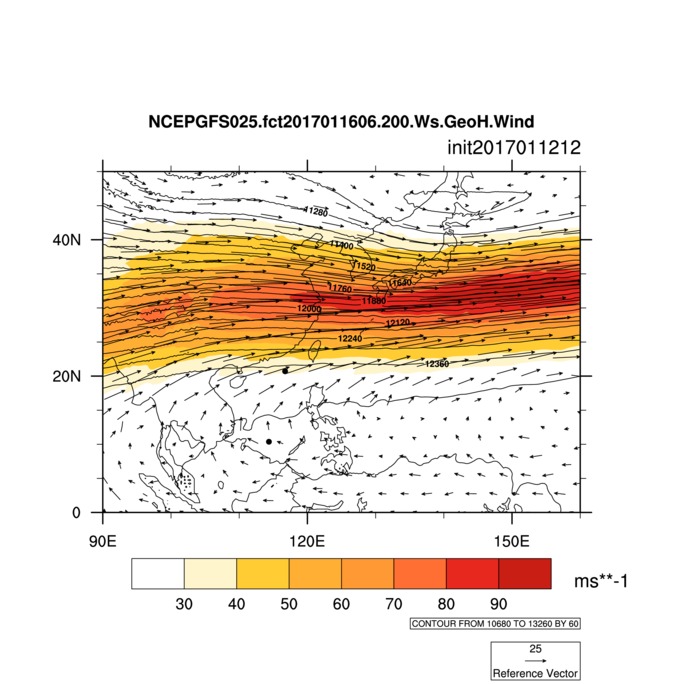 NCEPGFS025.fct2017011606.200.Ws.GeoH.Wind
init2017011212
11280
40N
11400
11520
11640
11760
11880
12000
12120
12240
12360
20N
0
90E 120E 150E
ms**-1
30 40 50 60 70 80 90
CONTOUR FROM 10680 TO 13260 BY 60
25
Reference Vector